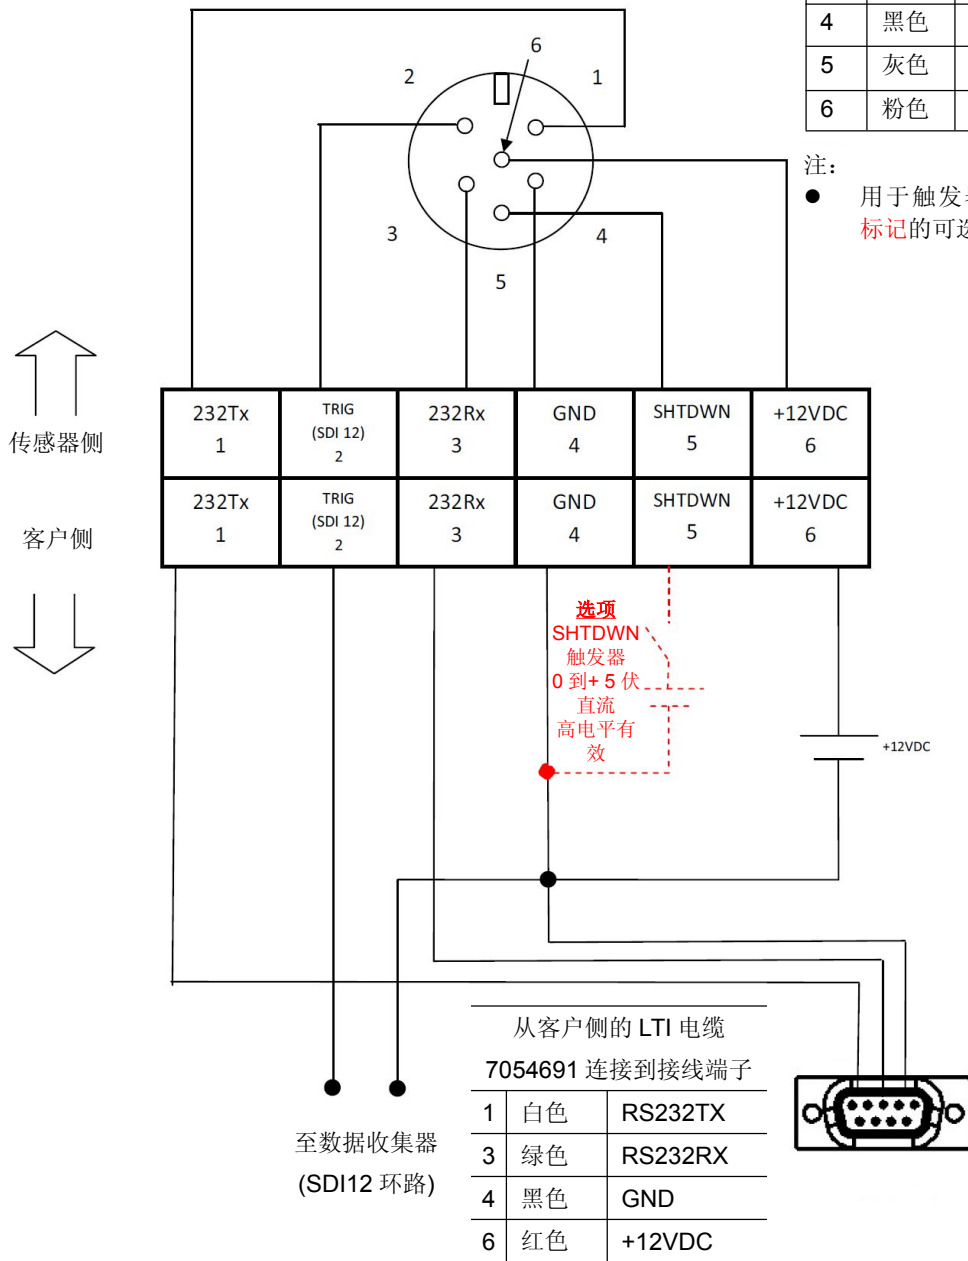 4 黑色
5 灰色
6 粉色
注：
● 用于触发
标记的可
6
2
1
3
4
5
传感器侧
232Tx
1
TRIG
(SDI 12)
2
232Rx
3
GND
4
SHTDWN
5
+12VDC
6
客户侧
232Tx
1
TRIG
(SDI 12)
2
232Rx
3
GND
4
SHTDWN
5
+12VDC
6
选项
SHTDWN
触发器
0 到+ 5 伏
直流
高电平有
效
+12VDC
从客户侧的 LTI 电缆
7054691 连接到接线端子
1 白色 RS232TX
3 绿色 RS232RX
4 黑色 GND
6 红色 +12VDC
至数据收集器
(SDI12 环路)